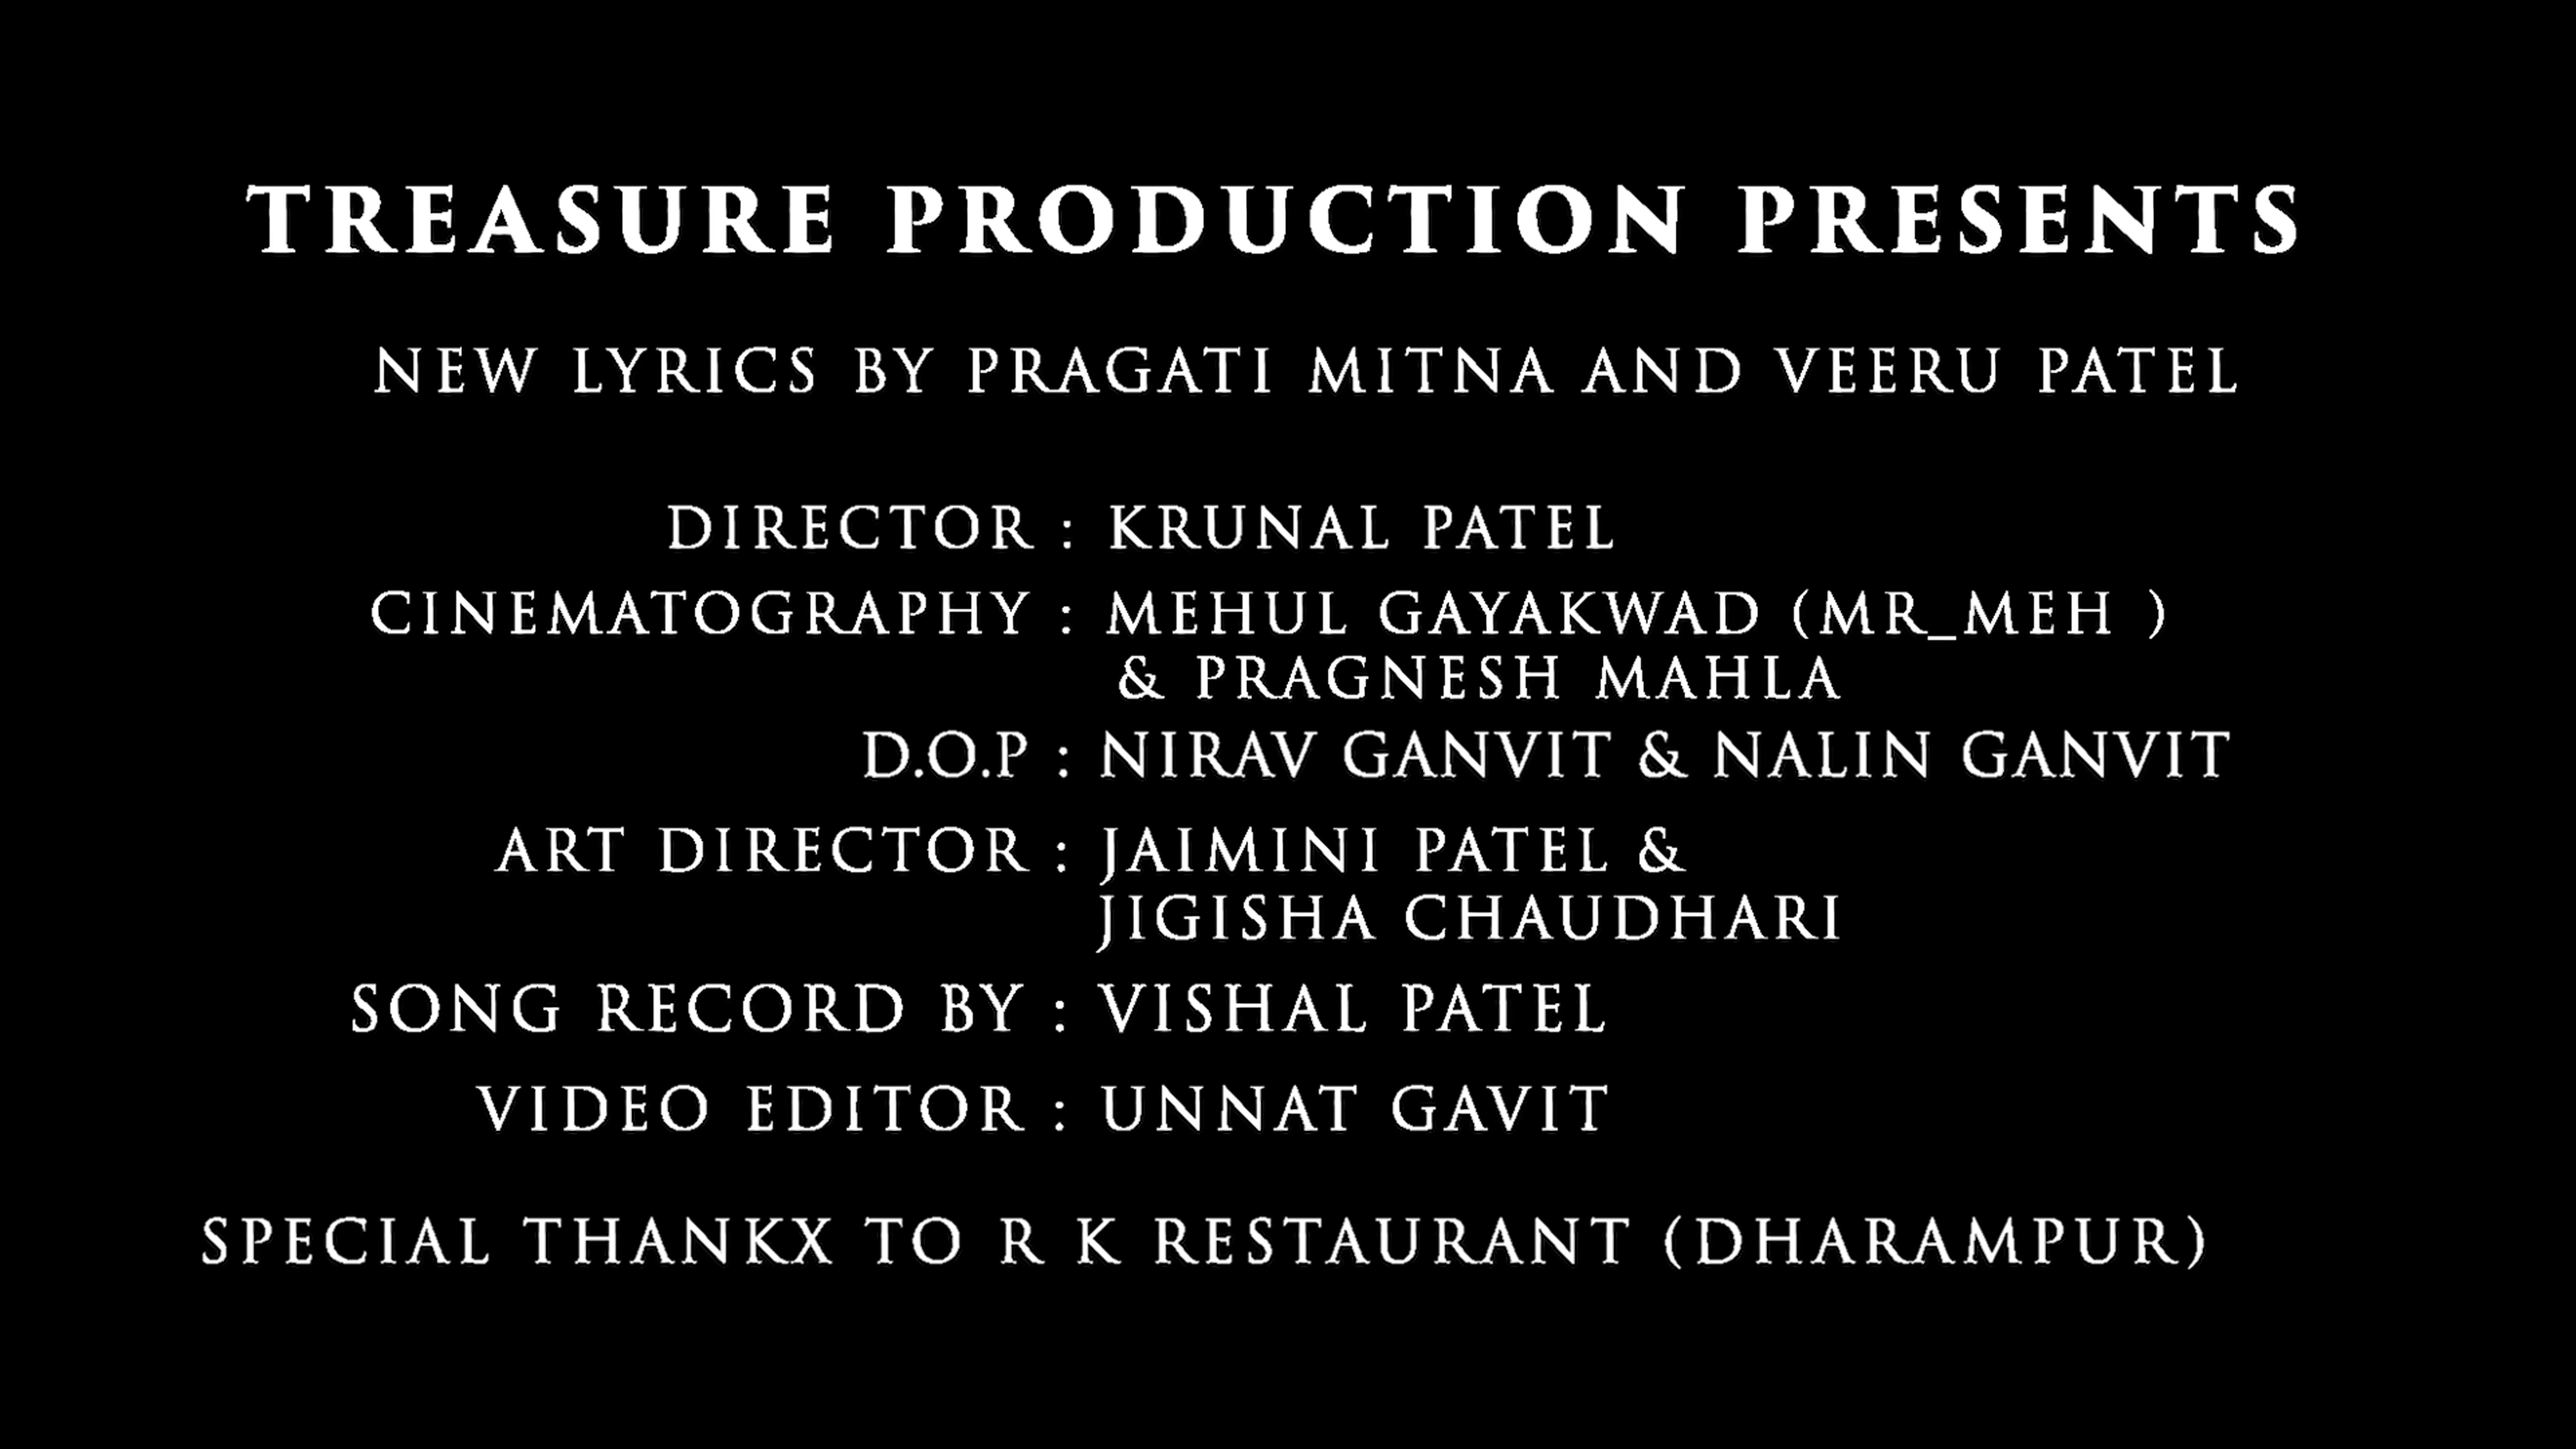 TREASURE PRODUCTION PRESENTS
NEW LYRICS BY PRAGATI MITNA AND VEERU PATEL
DIRECTOR : KRUNAL PATEL
CINEMATOGRAPHY : MEHUL GAYAKWAD (MR_MEH )
& PRAGNESH MAHLA
D.O.P : NIRAV GANVIT & NALIN GANVIT
ART DIRECTOR : JAIMINI PATEL &
JIGISHA CHAUDHARI
SONG RECORD BY : VISHAL PATEL
VIDEO EDITOR : UNNAT GAVIT
SPECIAL THANKX TO R K RESTAURANT (DHARAMPUR)